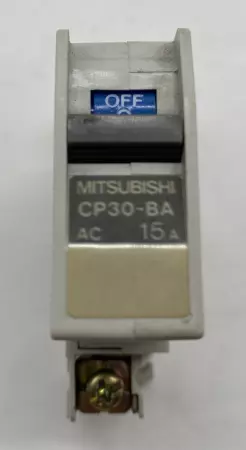 OFF
MITSUBISHI
CP30-BA
AC 15A